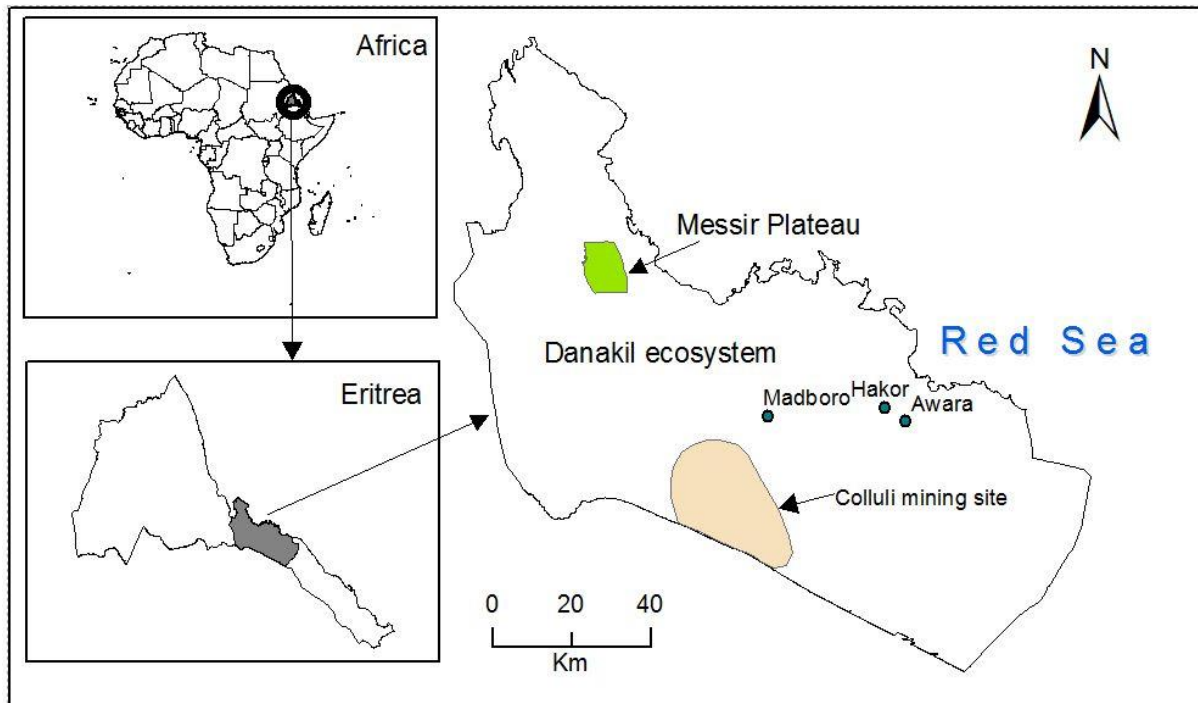 Africa
Eritrea
N
Messir Plateau
Red Sea
Danakil ecosystem
Madboro
Hakor
Awara
Colluli mining site
0 20 40
Km